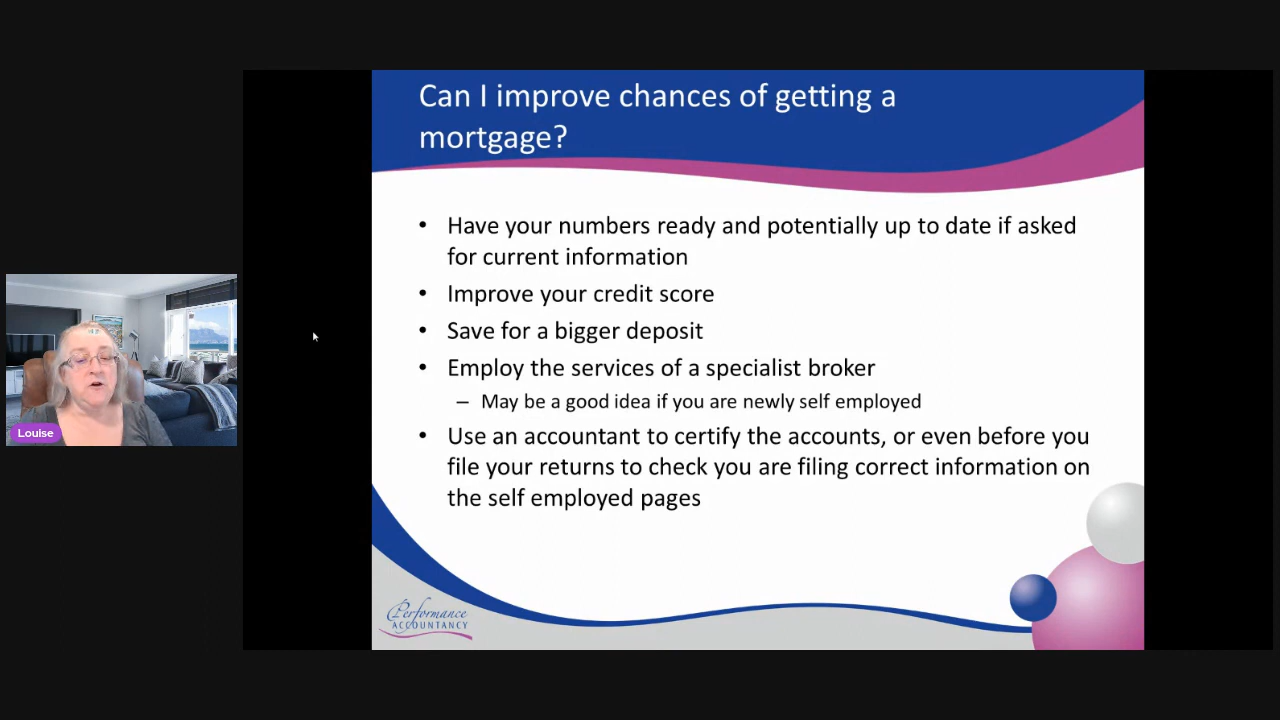 Can I improve chances of getting a
mortgage?
• Have your numbers ready and potentially up to date if asked
for current information
• Improve your credit score
• Save for a bigger deposit
• Employ the services of a specialist broker
– May be a good idea if you are newly self employed
• Use an accountant to certify the accounts, or even before you
file your returns to check you are filing correct information on
the self employed pages
Louise
Performance
ACCOUNTANCY